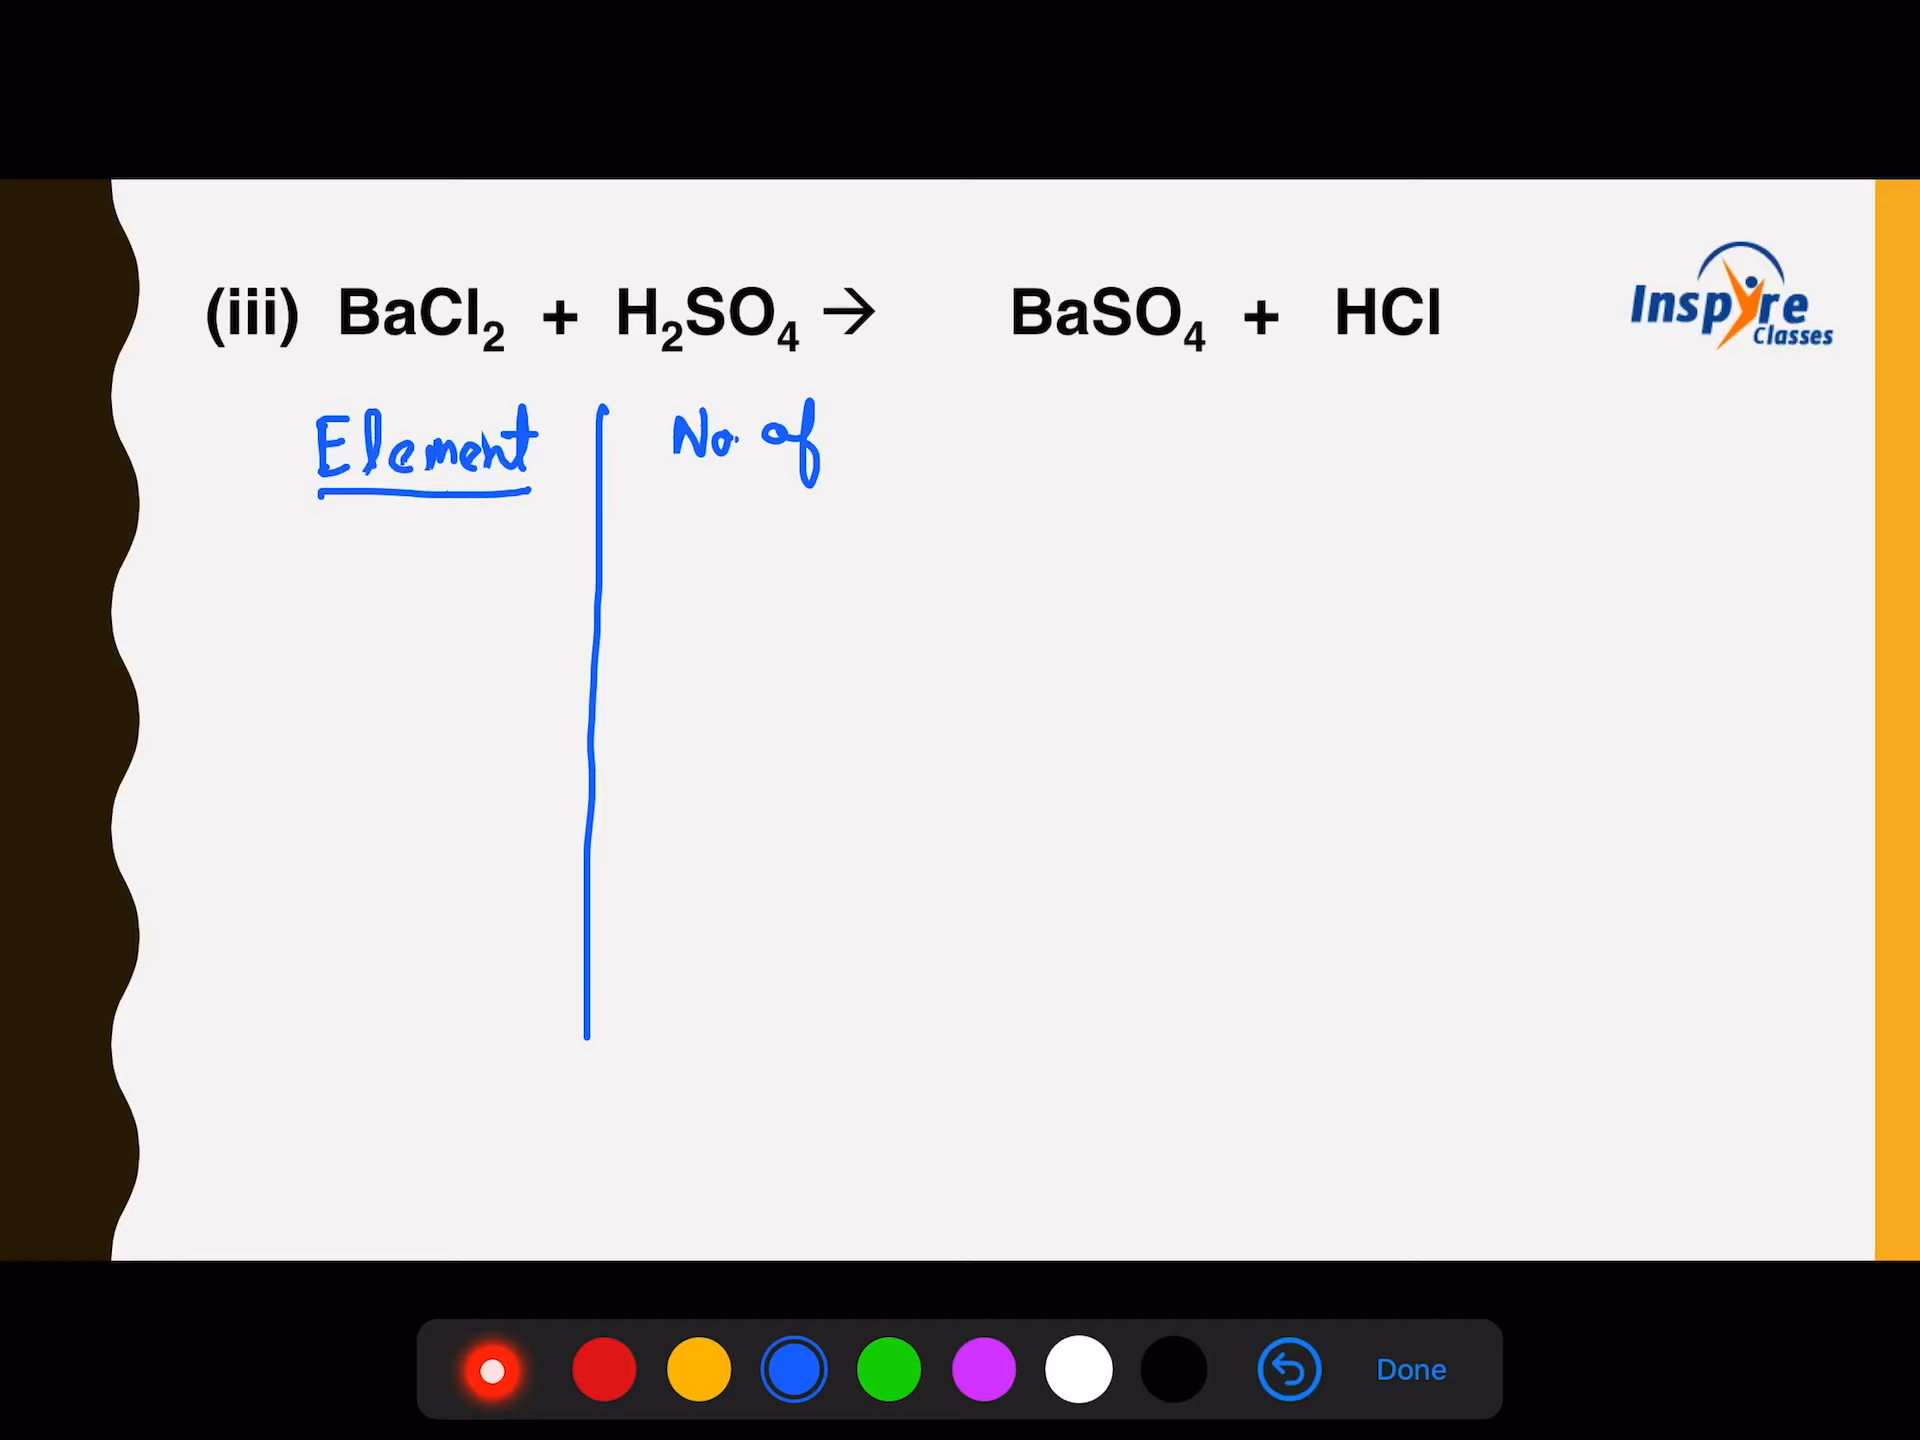 (iii) BaCl₂ + H₂SO₄ → BaSO₄ + HCl
Inspyre
Classes
Element No. of
Done